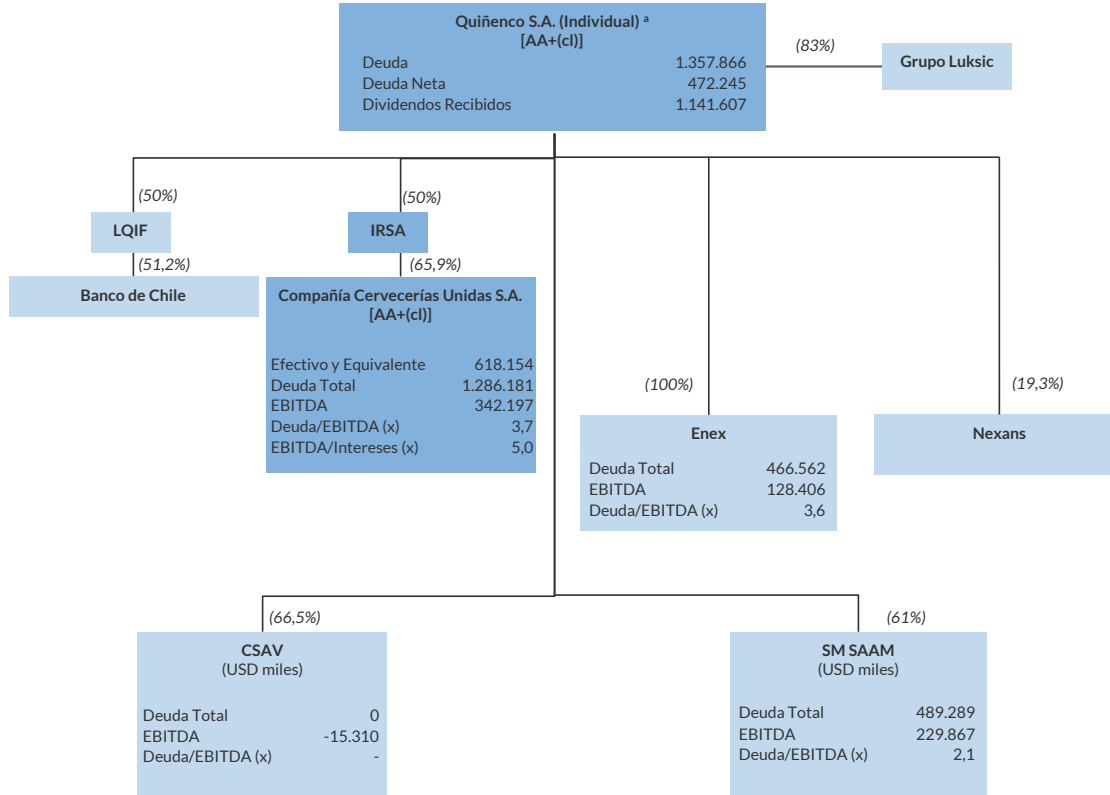 Quiñenco S.A. (Individual) ª
[AA+(cl)]
Deuda 1.357.866
Deuda Neta 472.245
Dividendos Recibidos 1.141.607
(83%)
Grupo Luksic
(50%)
LQIF
(51,2%)
Banco de Chile
(50%)
IRSA
(65,9%)
Compañía Cervecerías Unidas S.A.
[AA+(cl)]
Efectivo y Equivalente 618.154
Deuda Total 1.286.181
EBITDA 342.197
Deuda/EBITDA (x) 3,7
EBITDA/Intereses (x) 5,0
(100%)
Enex
Deuda Total 466.562
EBITDA 128.406
Deuda/EBITDA (x) 3,6
(19,3%)
Nexans
(66,5%)
CSAV
(USD miles)
Deuda Total 0
EBITDA -15.310
Deuda/EBITDA (x) -
(61%)
SM SAAM
(USD miles)
Deuda Total 489.289
EBITDA 229.867
Deuda/EBITDA (x) 2,1